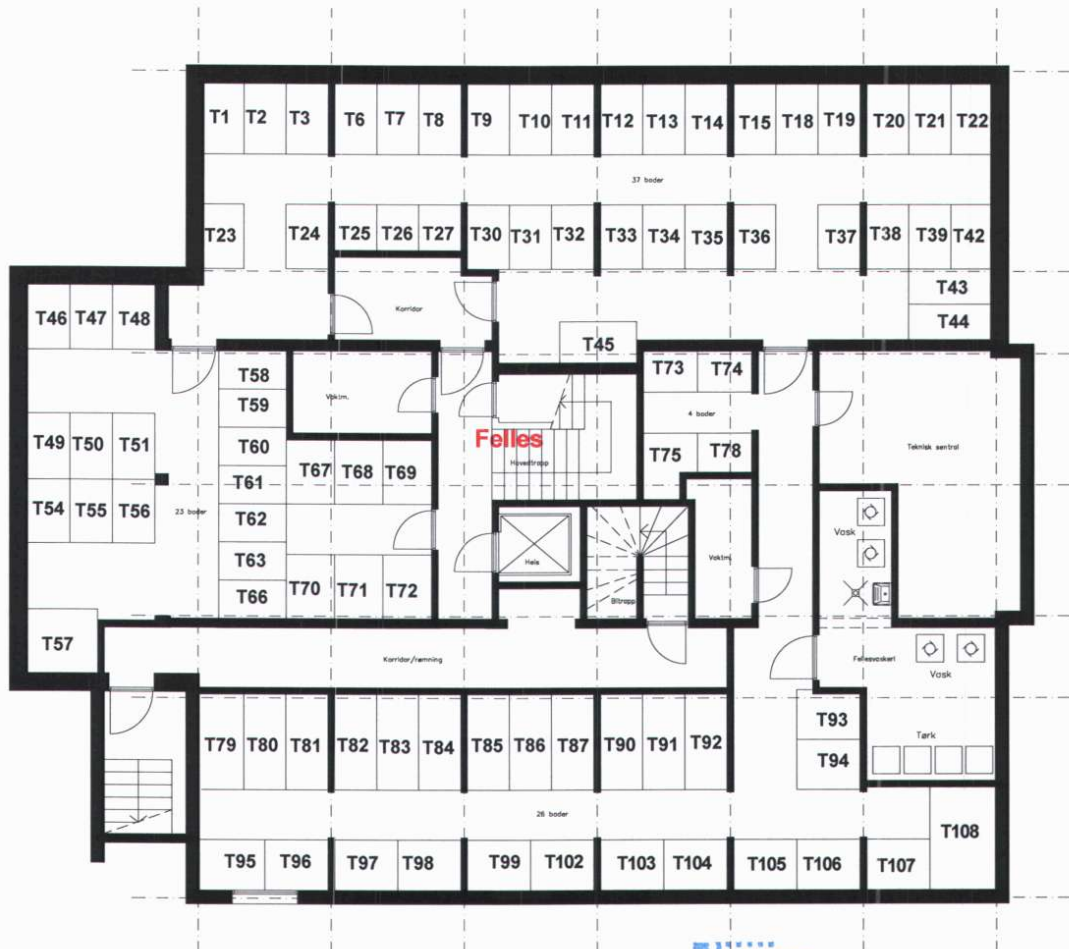 T1 T2 T3 T6 T7 T8 T9 T10 T11 T12 T13 T14 T15 T18 T19 T20 T21 T22
37 boder
T23 T24 T25 T26 T27 T30 T31 T32 T33 T34 T35 T36 T37 T38 T39 T42
T43
T44
Korridor
T46 T47 T48
T45
T58
T59
T60
T61
T62
T63
T66
Vaktm.
T73 T74
4 boder
T75 T78
Felles
Hovedtrapp
Teknisk sentral
T49 T50 T51
T54 T55 T56
23 boder
T67 T68 T69
T70 T71 T72
Heis
Bitrapp
Vaktm.
Vask
T57
Korridor/rømning
Fellesvaskeri
Vask
Tørk
T93
T94
T79 T80 T81 T82 T83 T84 T85 T86 T87 T90 T91 T92
26 boder
T95 T96 T97 T98 T99 T102 T103 T104 T105 T106 T107
T108